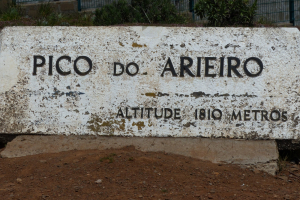 PICO DO ARIEIRO
ALTITUDE 1810 METROS